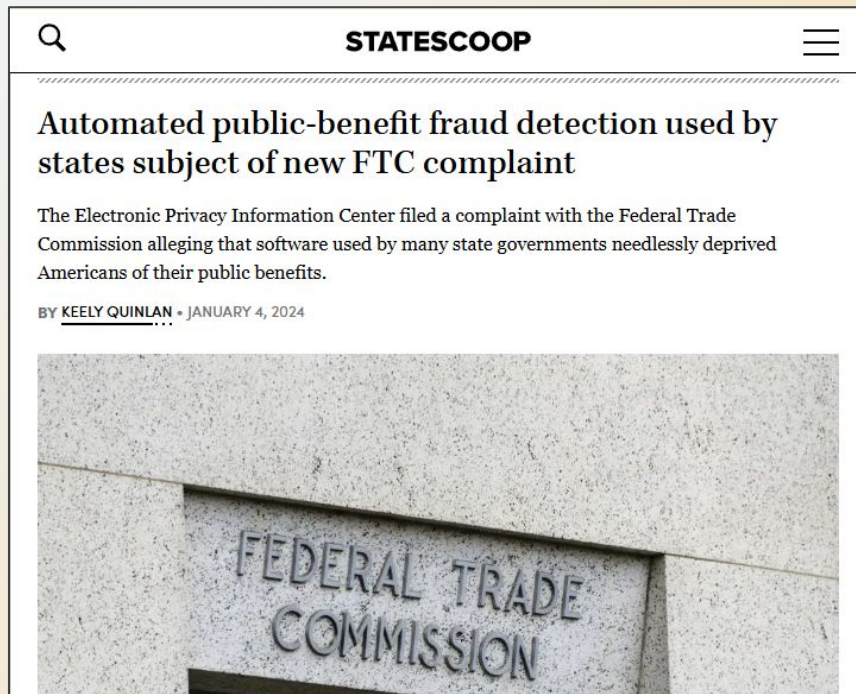 STATESCOOP
Automated public-benefit fraud detection used by
states subject of new FTC complaint
The Electronic Privacy Information Center filed a complaint with the Federal Trade
Commission alleging that software used by many state governments needlessly deprived
Americans of their public benefits.
BY KEELY QUINLAN • JANUARY 4, 2024
FEDERAL TRADE
COMMISSION